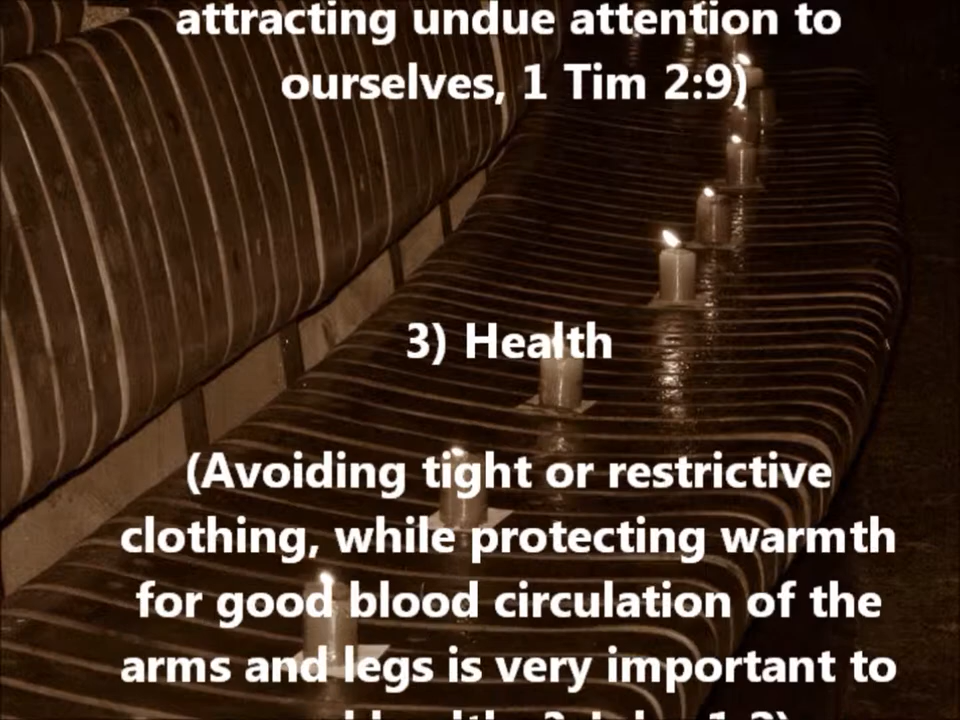 attracting undue attention to
ourselves, 1 Tim 2:9)
3) Health
(Avoiding tight or restrictive
clothing, while protecting warmth
for good blood circulation of the
arms and legs is very important to